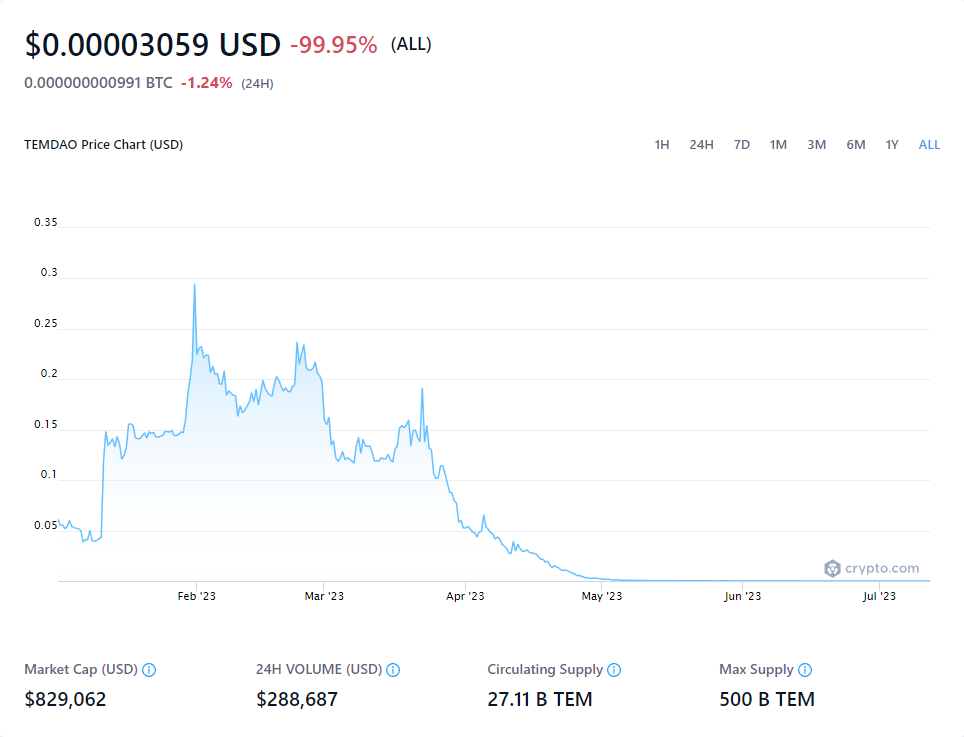 $0.00003059 USD -99.95% (ALL)
0.000000000991 BTC -1.24% (24H)
TEMDAO Price Chart (USD) 1H 24H 7D 1M 3M 6M 1Y ALL
0.35
0.3
0.25
0.2
0.15
0.1
0.05
crypto.com
Feb '23 Mar '23 Apr '23 May '23 Jun '23 Jul '23
Market Cap (USD) 24H VOLUME (USD) Circulating Supply Max Supply
$829,062 $288,687 27.11 B TEM 500 B TEM